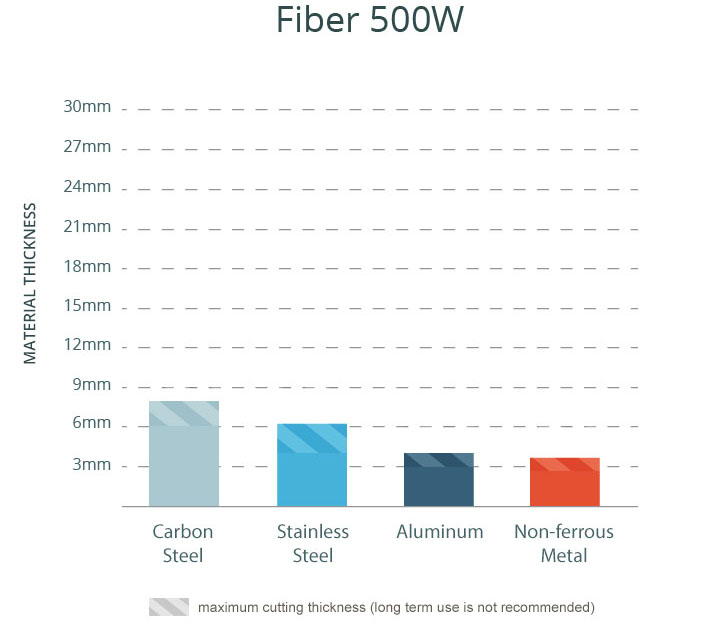 Fiber 500W
MATERIAL THICKNESS
30mm
27mm
24mm
21mm
18mm
15mm
12mm
9mm
6mm
3mm
Carbon
Steel
Stainless
Steel
Aluminum
Non-ferrous
Metal
maximum cutting thickness (long term use is not recommended)